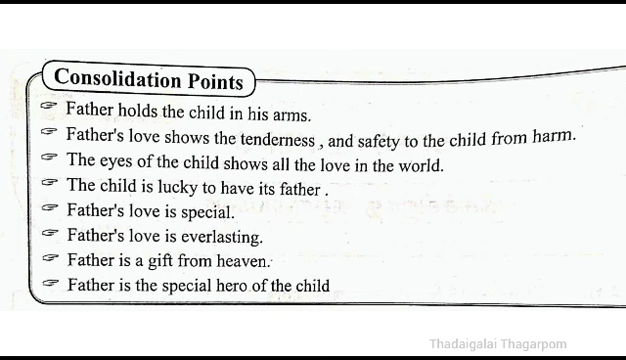 Consolidation Points
☞ Father holds the child in his arms.
☞ Father's love shows the tenderness , and safety to the child from harm.
☞ The eyes of the child shows all the love in the world.
☞ The child is lucky to have its father .
☞ Father's love is special.
☞ Father's love is everlasting.
☞ Father is a gift from heaven.
☞ Father is the special hero of the child
Thadaigalai Thagarpom